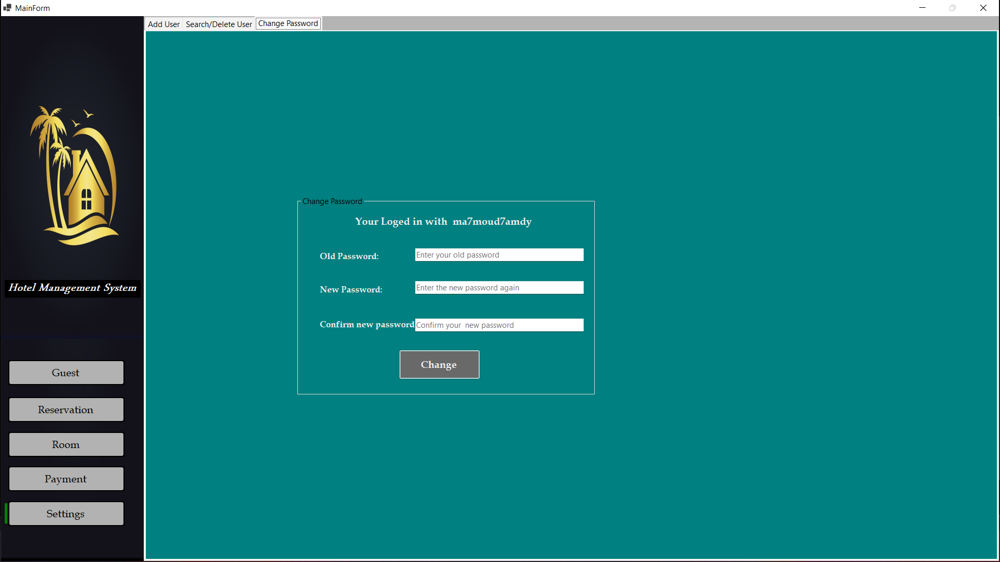 MainForm
Add User Search/Delete User Change Password
Hotel Management System
Guest
Reservation
Room
Payment
Settings
Change Password
Your Loged in with  ma7moud7amdy
Old Password: Enter your old password
New Password: Enter the new password again
Confirm new password Confirm your  new password
Change